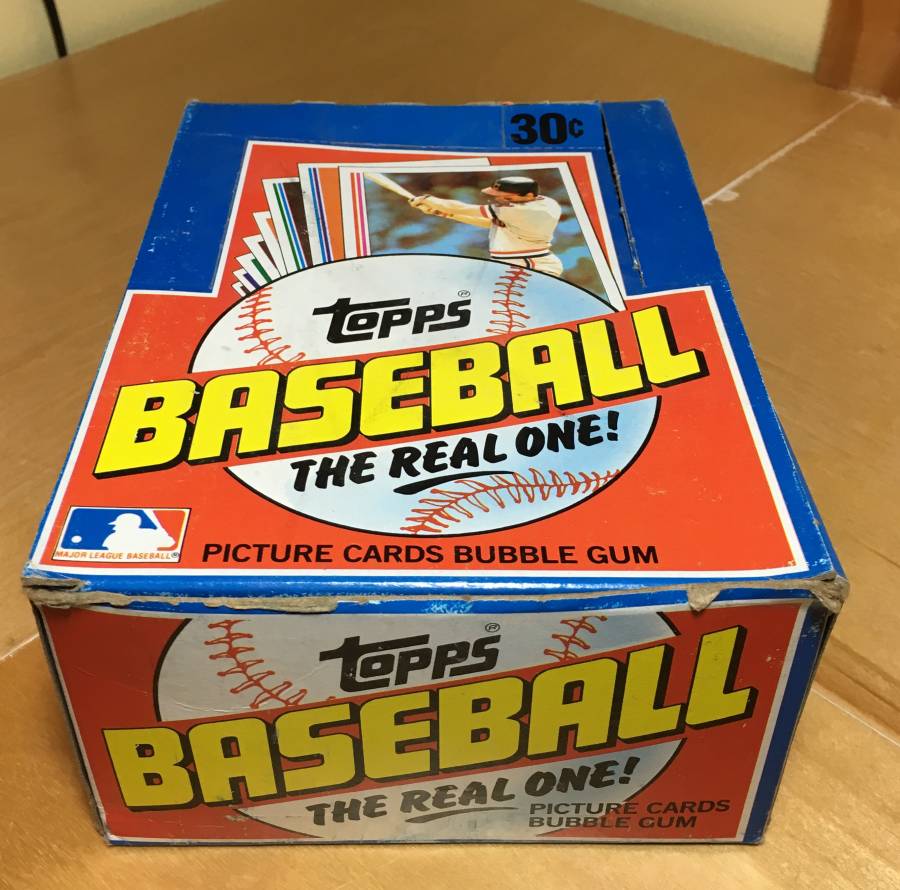 30¢
Topps®
BASEBALL
THE REAL ONE!
MAJOR LEAGUE BASEBALL®
PICTURE CARDS BUBBLE GUM
Topps®
BASEBALL
THE REAL ONE!
PICTURE CARDS
BUBBLE GUM